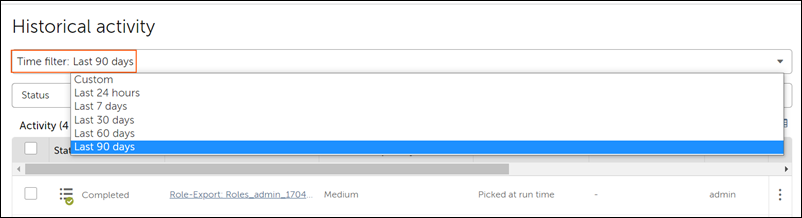 Historical activity
Time filter: Last 90 days
Custom
Last 24 hours
Last 7 days
Last 30 days
Last 60 days
Last 90 days
Status
Activity (4
Stat
Completed Role-Export: Roles_admin_1704... Medium Picked at run time - admin